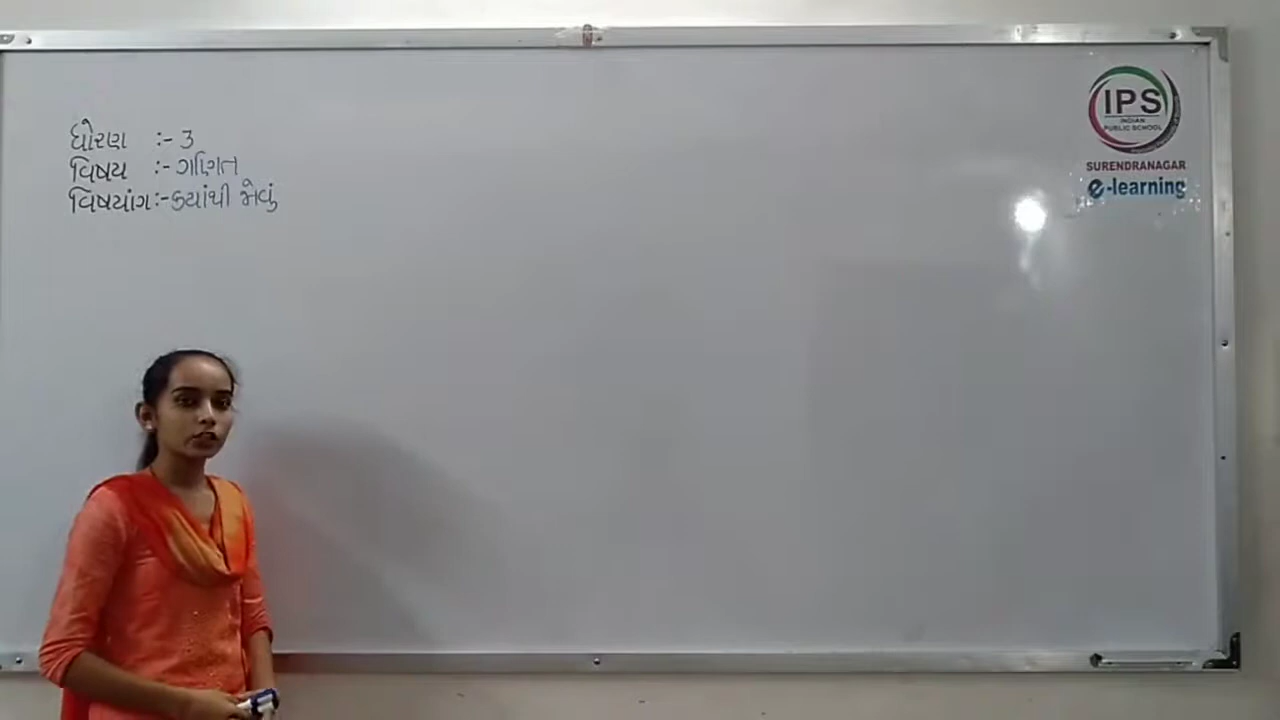 ધોરણ :- 3
વિષય :- ગણિત
વિષયાંગ :- કયાંથી જોવું
IPS
INDIAN
PUBLIC SCHOOL
SURENDRANAGAR
e-learning